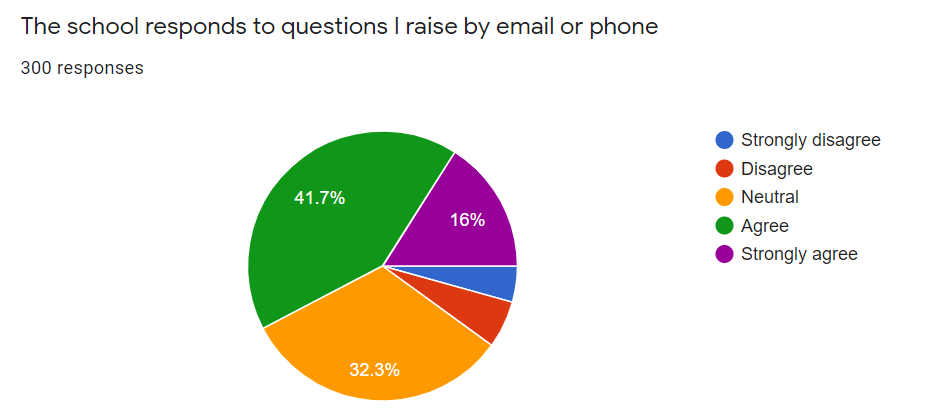 The school responds to questions I raise by email or phone
300 responses
41.7%
16%
32.3%
Strongly disagree
Disagree
Neutral
Agree
Strongly agree